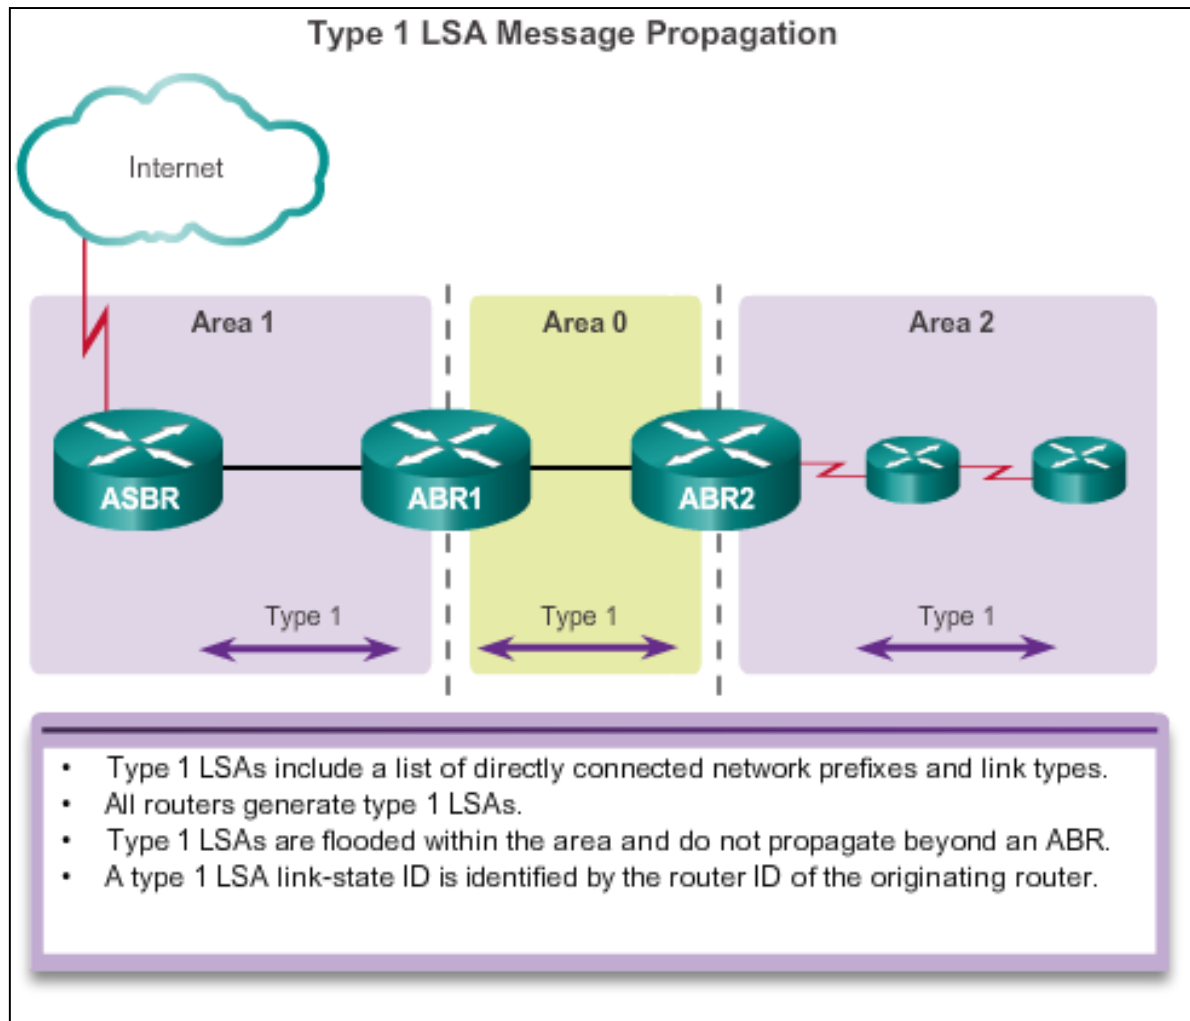 Type 1 LSA Message Propagation
Internet
Area 1
Area 0
Area 2
ASBR
ABR1
ABR2
Type 1
Type 1
Type 1
• Type 1 LSAs include a list of directly connected network prefixes and link types.
• All routers generate type 1 LSAs.
• Type 1 LSAs are flooded within the area and do not propagate beyond an ABR.
• A type 1 LSA link-state ID is identified by the router ID of the originating router.